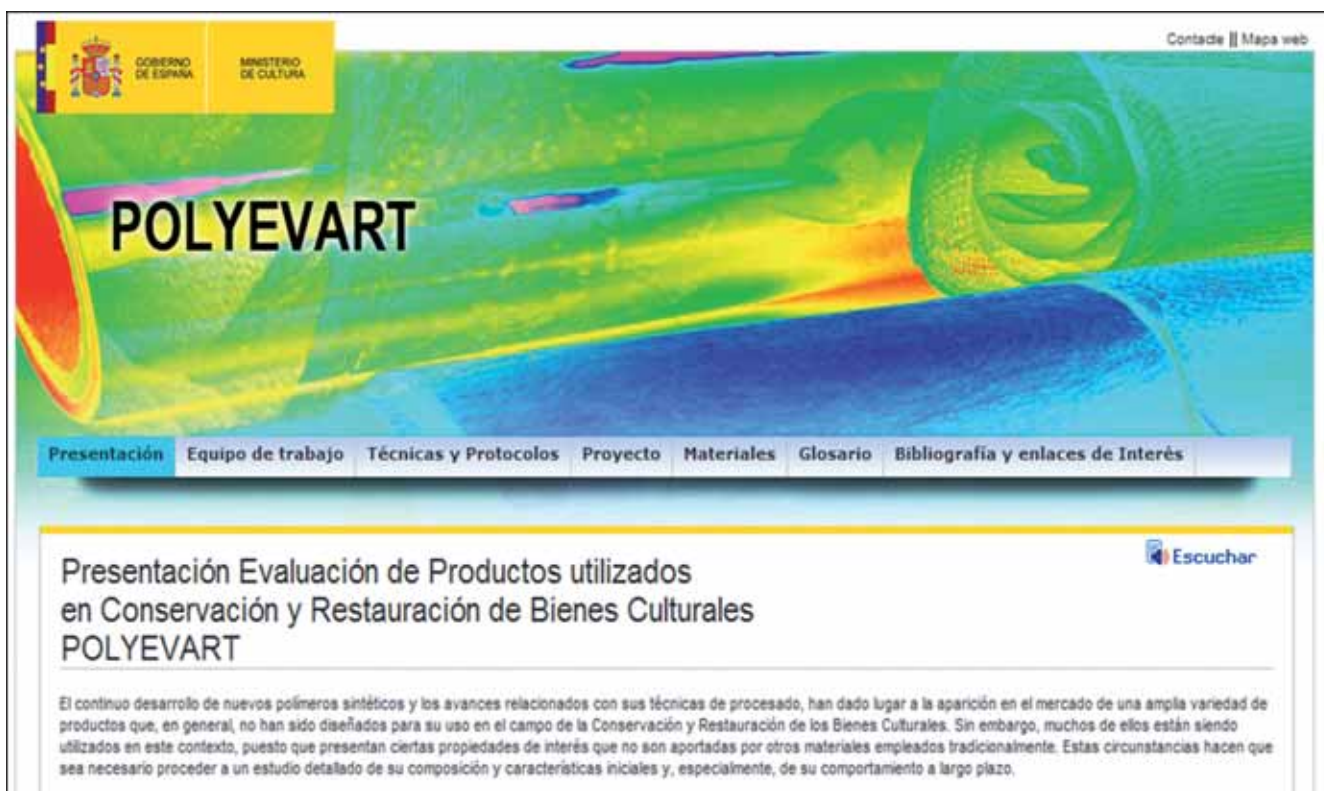 Contacte || Mapa web
GOBIERNO DE ESPAÑA
MINISTERIO DE CULTURA
POLYEVART
Presentación Equipo de trabajo Técnicas y Protocolos Proyecto Materiales Glosario Bibliografía y enlaces de Interés
Escuchar
Presentación Evaluación de Productos utilizados
en Conservación y Restauración de Bienes Culturales
POLYEVART
El continuo desarrollo de nuevos polímeros sintéticos y los avances relacionados con sus técnicas de procesado, han dado lugar a la aparición en el mercado de una amplia variedad de
productos que, en general, no han sido diseñados para su uso en el campo de la Conservación y Restauración de los Bienes Culturales. Sin embargo, muchos de ellos están siendo
utilizados en este contexto, puesto que presentan ciertas propiedades de interés que no son aportadas por otros materiales empleados tradicionalmente. Estas circunstancias hacen que
sea necesario proceder a un estudio detallado de su composición y características iniciales y, especialmente, de su comportamiento a largo plazo.